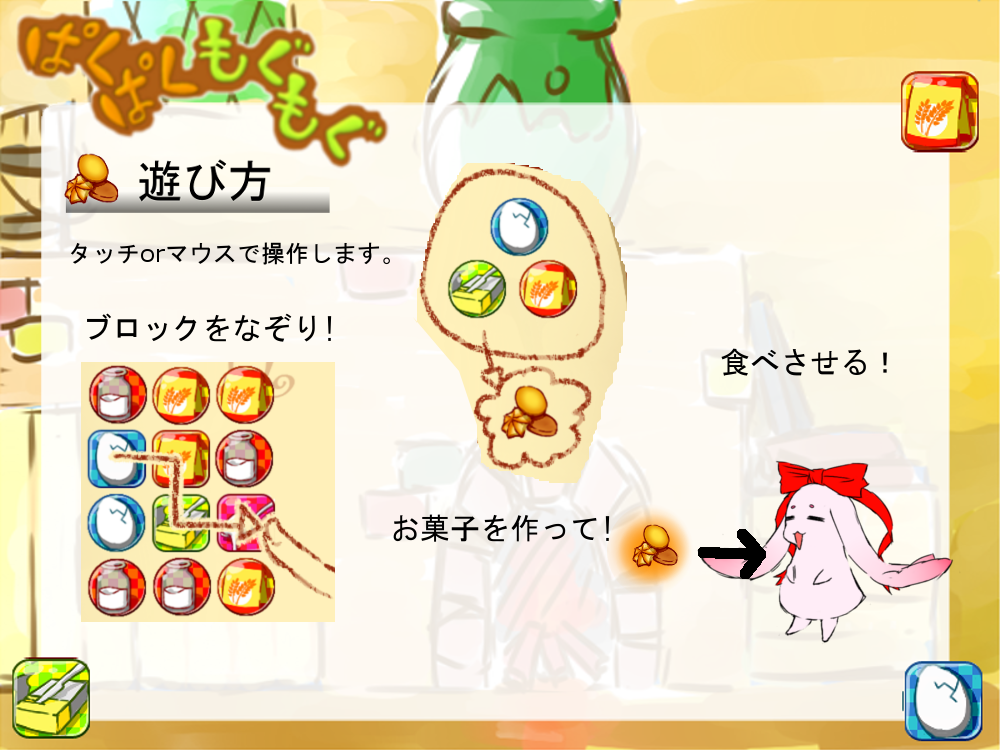 ぱくぱく
もぐもぐ
遊び方
タッチorマウスで操作します。
ブロックをなぞり!
お菓子を作って!
食べさせる!